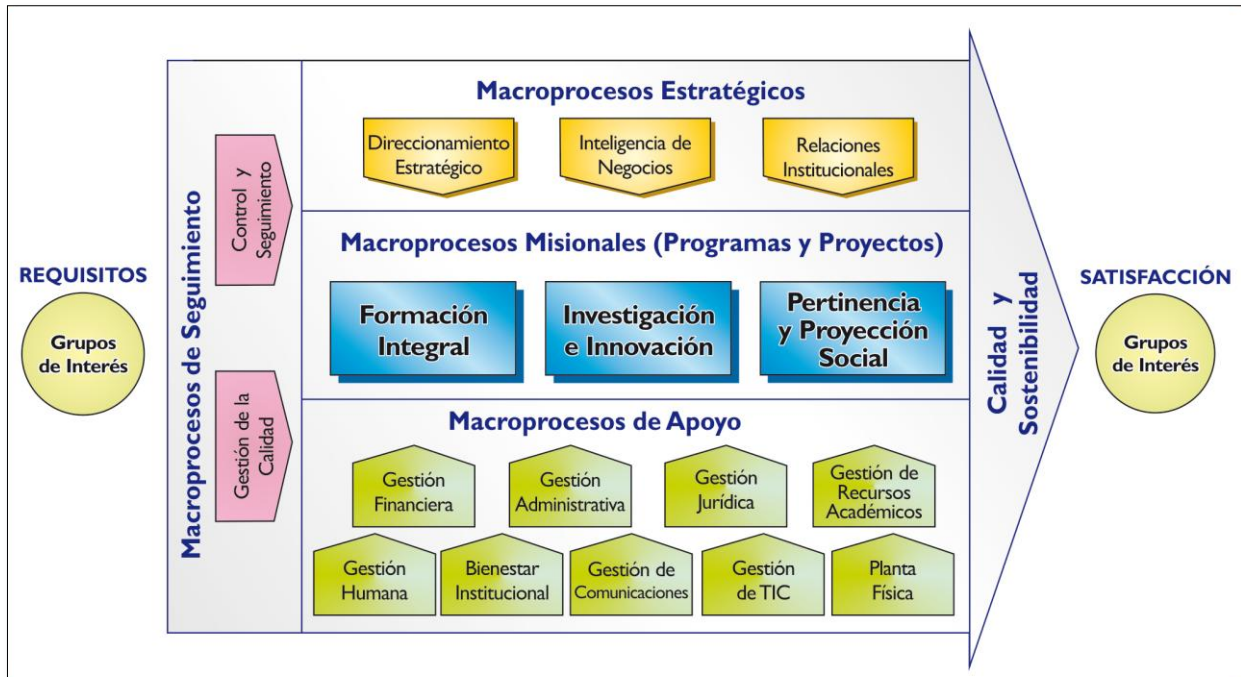 REQUISITOS
Grupos
de Interés
Macroprocesos de Seguimiento
Control y
Seguimiento
Gestión de la
Calidad
Macroprocesos Estratégicos
Direccionamiento
Estratégico
Inteligencia de
Negocios
Relaciones
Institucionales
Macroprocesos Misionales (Programas y Proyectos)
Formación
Integral
Investigación
e Innovación
Pertinencia
y Proyección
Social
Macroprocesos de Apoyo
Gestión
Financiera
Gestión
Administrativa
Gestión
Jurídica
Gestión de
Recursos
Académicos
Gestión
Humana
Bienestar
Institucional
Gestión de
Comunicaciones
Gestión
de TIC
Planta
Física
Calidad y
Sostenibilidad
SATISFACCIÓN
Grupos
de Interés